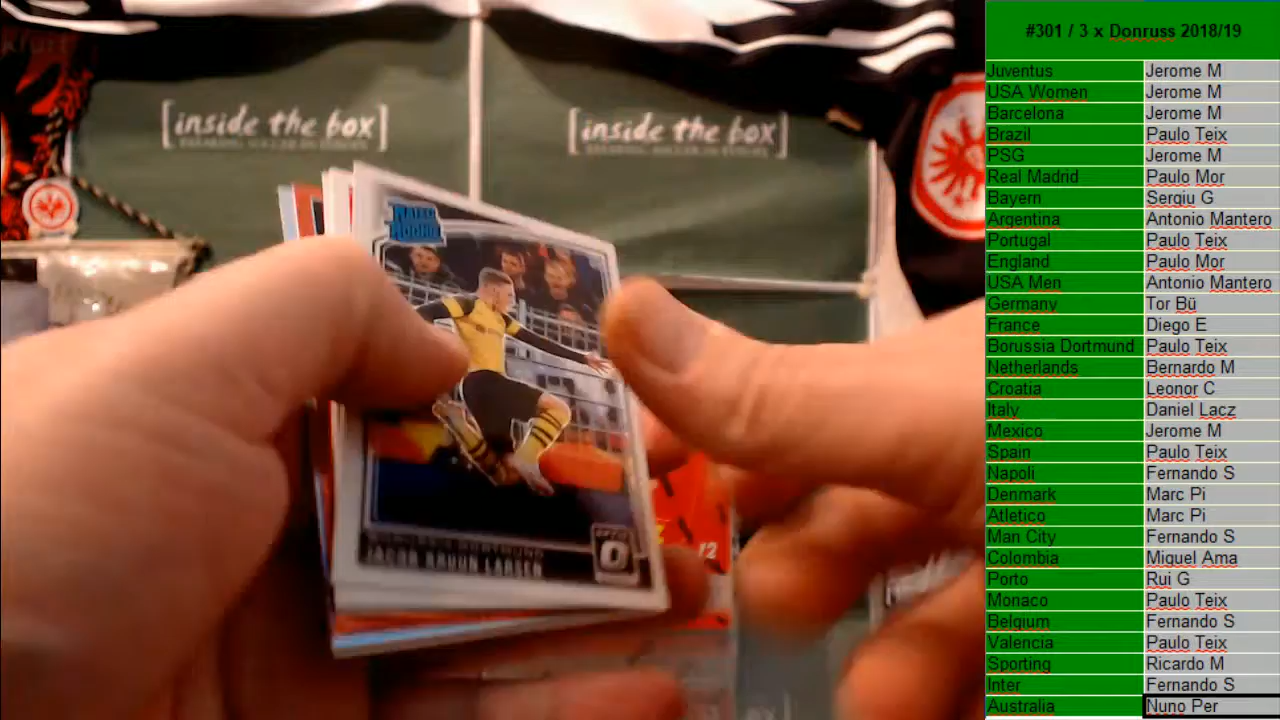 [inside the box]
[inside the box]
RATED
ROOKIE
OPTIC
JACOB BRUUN LARSEN
12
#301 / 3 x Donruss 2018/19
Juventus Jerome M
USA Women Jerome M
Barcelona Jerome M
Brazil Paulo Teix
PSG Jerome M
Real Madrid Paulo Mor
Bayern Sergiu G
Argentina Antonio Mantero
Portugal Paulo Teix
England Paulo Mor
USA Men Antonio Mantero
Germany Tor Bü
France Diego E
Borussia Dortmund Paulo Teix
Netherlands Bernardo M
Croatia Leonor C
Italy Daniel Lacz
Mexico Jerome M
Spain Paulo Teix
Napoli Fernando S
Denmark Marc Pi
Atletico Marc Pi
Man City Fernando S
Colombia Miguel Ama
Porto Rui G
Monaco Paulo Teix
Belgium Fernando S
Valencia Paulo Teix
Sporting Ricardo M
Inter Fernando S
Australia Nuno Per